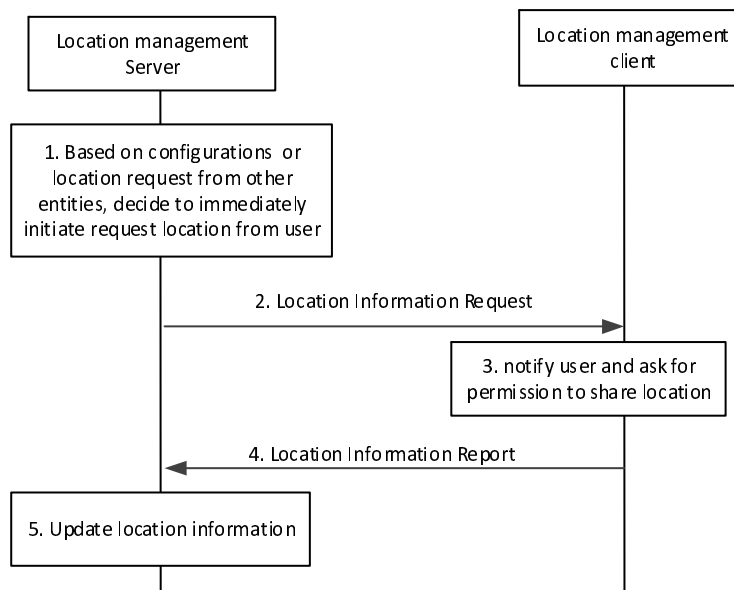 Location management
Server
Location management
client
1. Based on configurations or
location request from other
entities, decide to immediately
initiate request location from user
2. Location Information Request
3. notify user and ask for
permission to share location
4. Location Information Report
5. Update location information